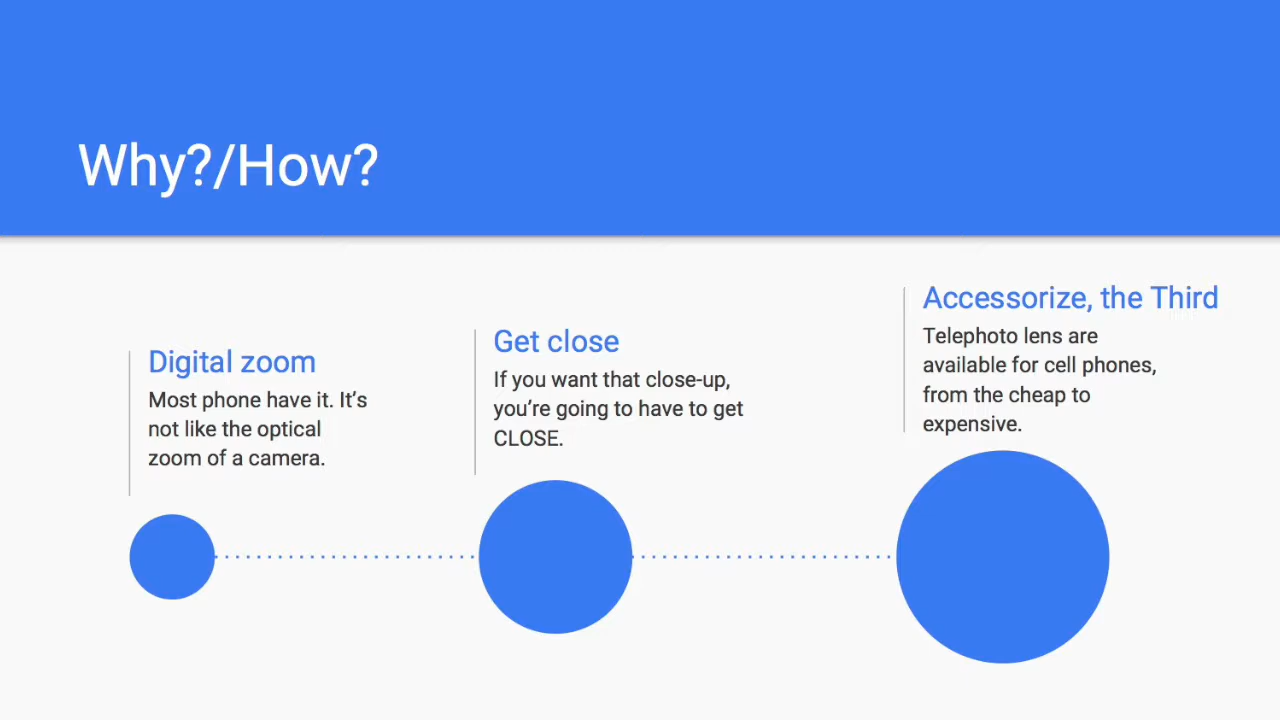 Why?/How?
Digital zoom
Most phone have it. It’s
not like the optical
zoom of a camera.
Get close
If you want that close-up,
you’re going to have to get
CLOSE.
Accessorize, the Third
Telephoto lens are
available for cell phones,
from the cheap to
expensive.